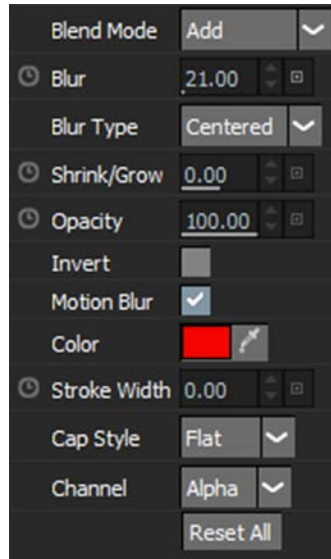 Blend Mode Add
Blur 21.00
Blur Type Centered
Shrink/Grow 0.00
Opacity 100.00
Invert
Motion Blur
Color
Stroke Width 0.00
Cap Style Flat
Channel Alpha
Reset All